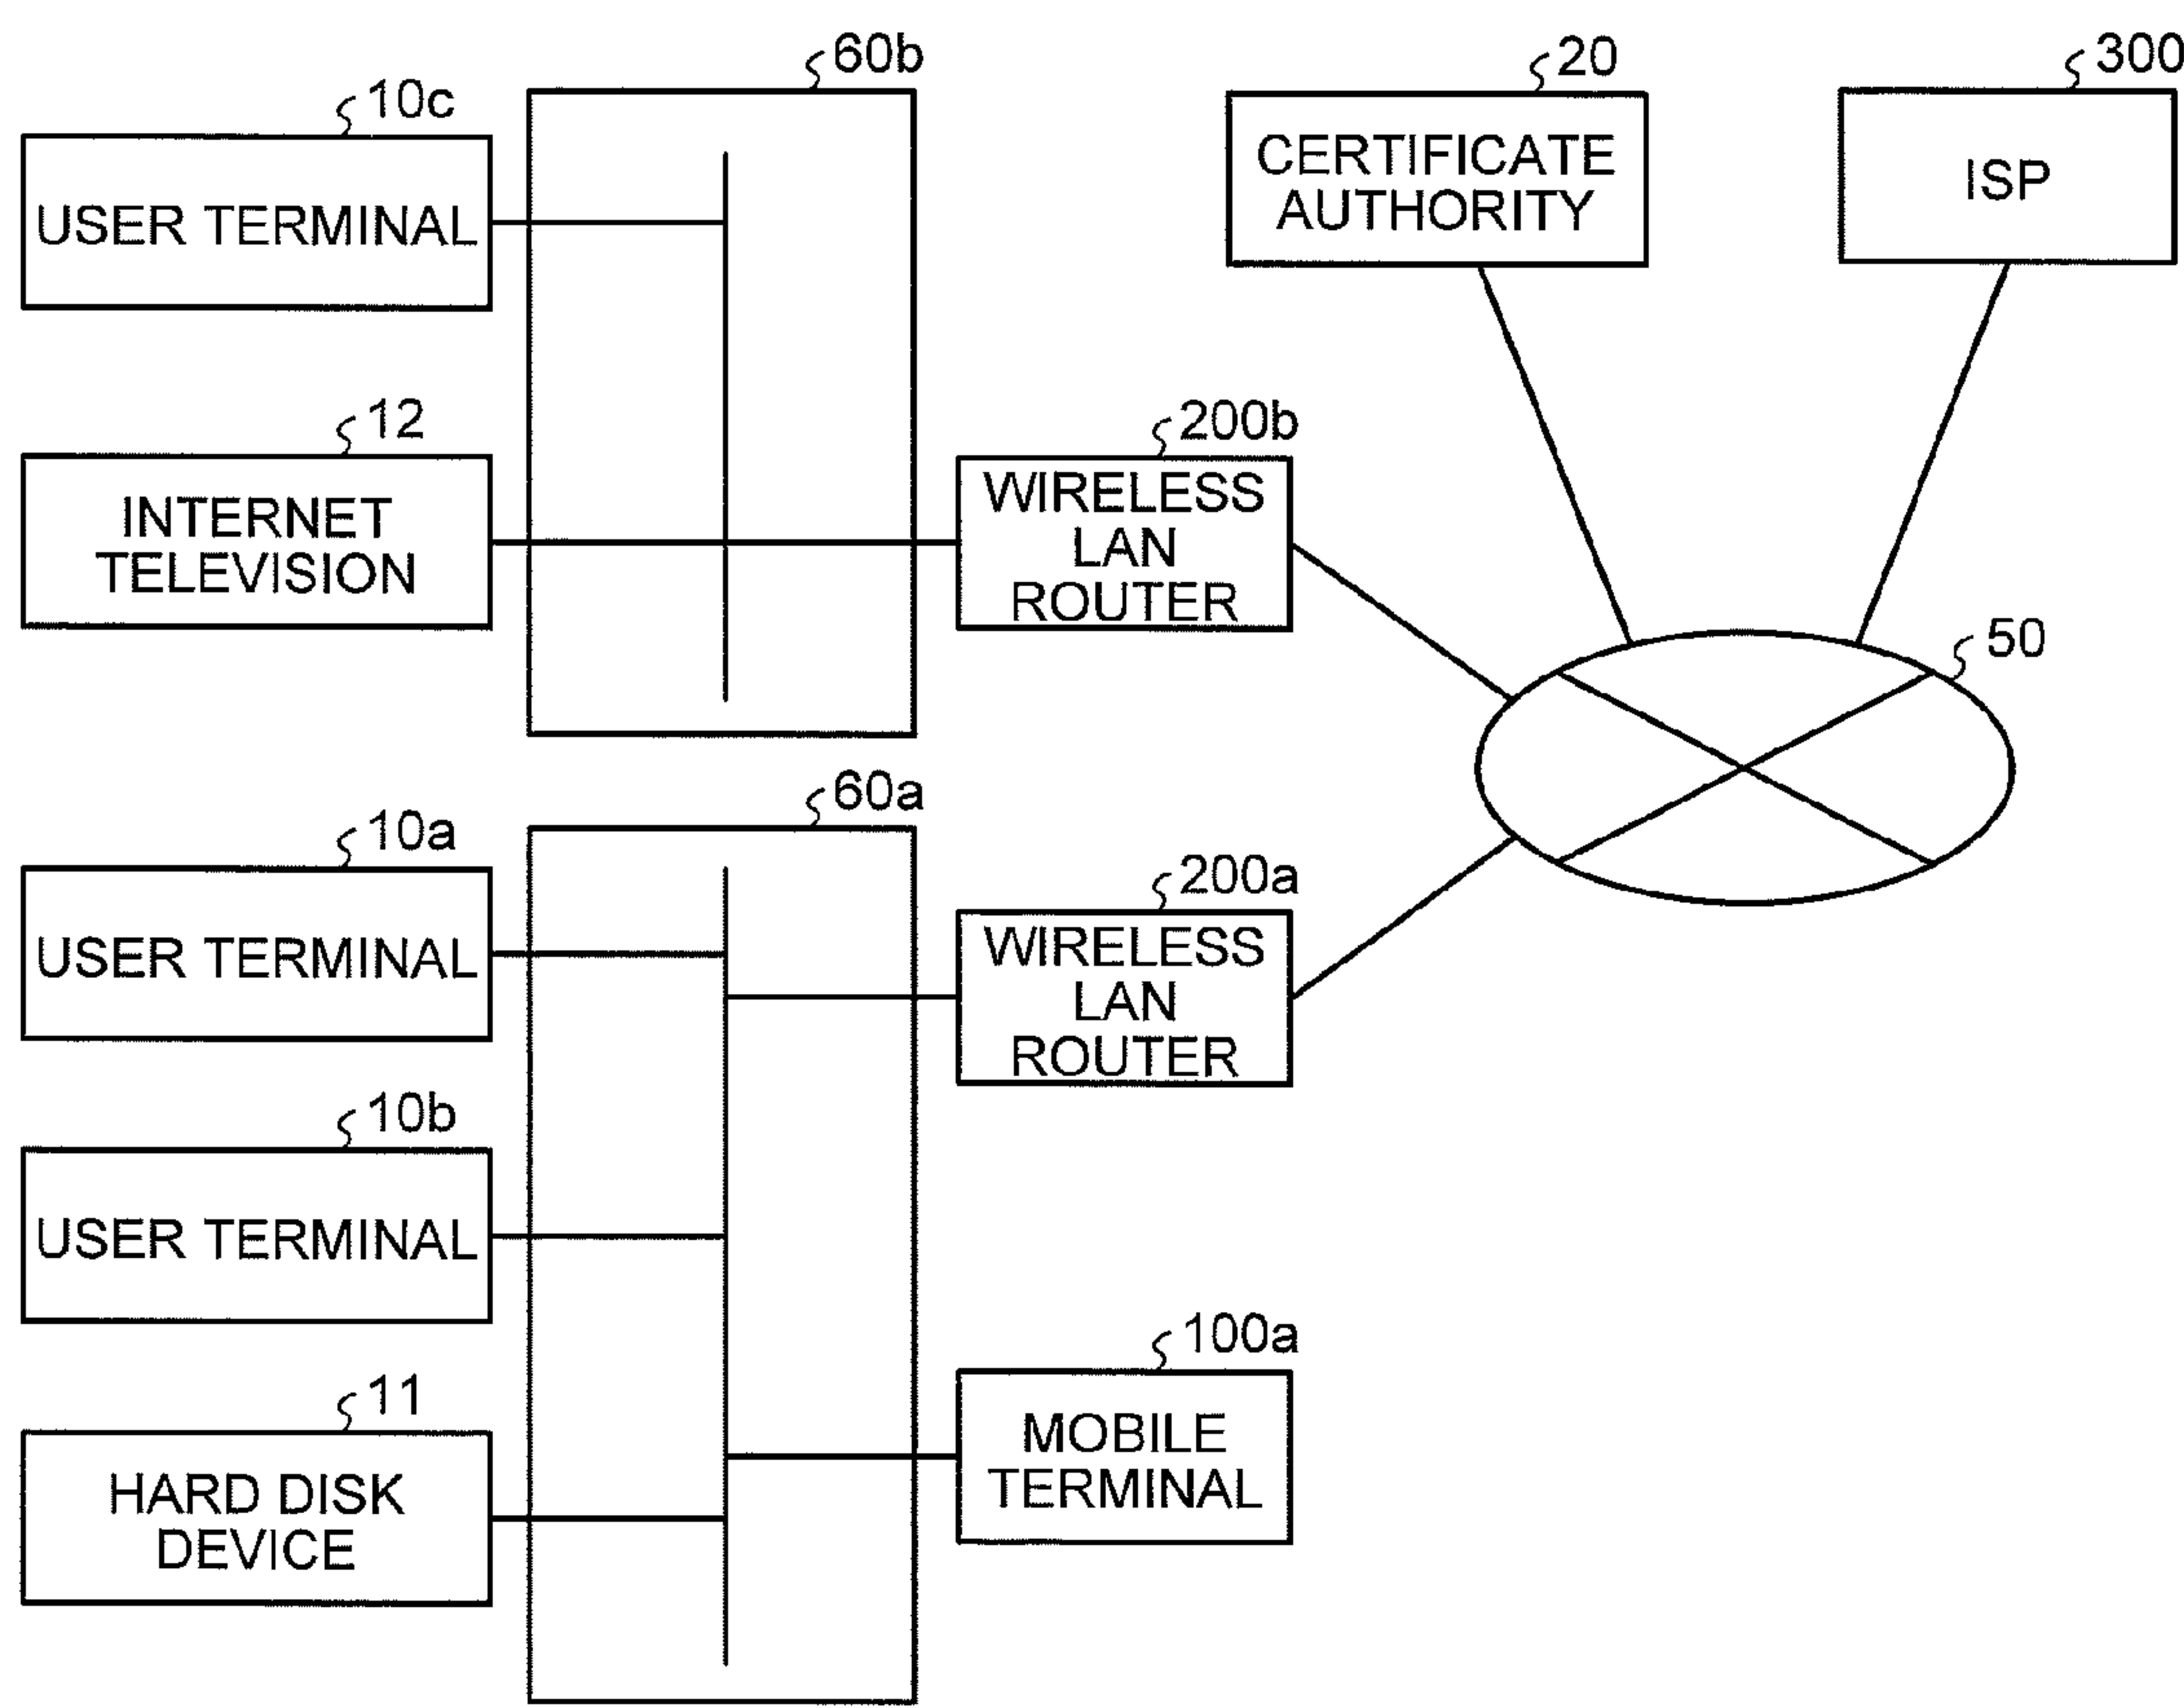 60b
20
300
10c
USER TERMINAL
CERTIFICATE
AUTHORITY
ISP
12
INTERNET
TELEVISION
200b
WIRELESS
LAN
ROUTER
50
60a
10a
USER TERMINAL
200a
WIRELESS
LAN
ROUTER
10b
USER TERMINAL
100a
MOBILE
TERMINAL
11
HARD DISK
DEVICE